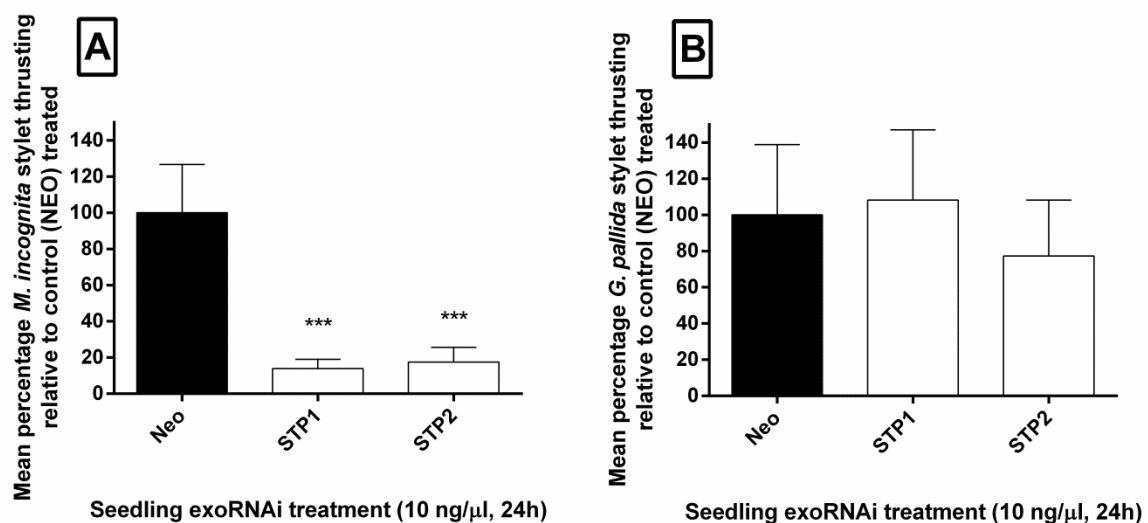 A
Mean percentage M. incognita stylet thrusting
relative to control (NEO) treated
140
120
100
80
60
40
20
0
***
***
Neo
STP1
STP2
Seedling exoRNAi treatment (10 ng/μl, 24h)
B
Mean percentage G. pallida stylet thrusting
relative to control (NEO) treated
140
120
100
80
60
40
20
0
Neo
STP1
STP2
Seedling exoRNAi treatment (10 ng/μl, 24h)